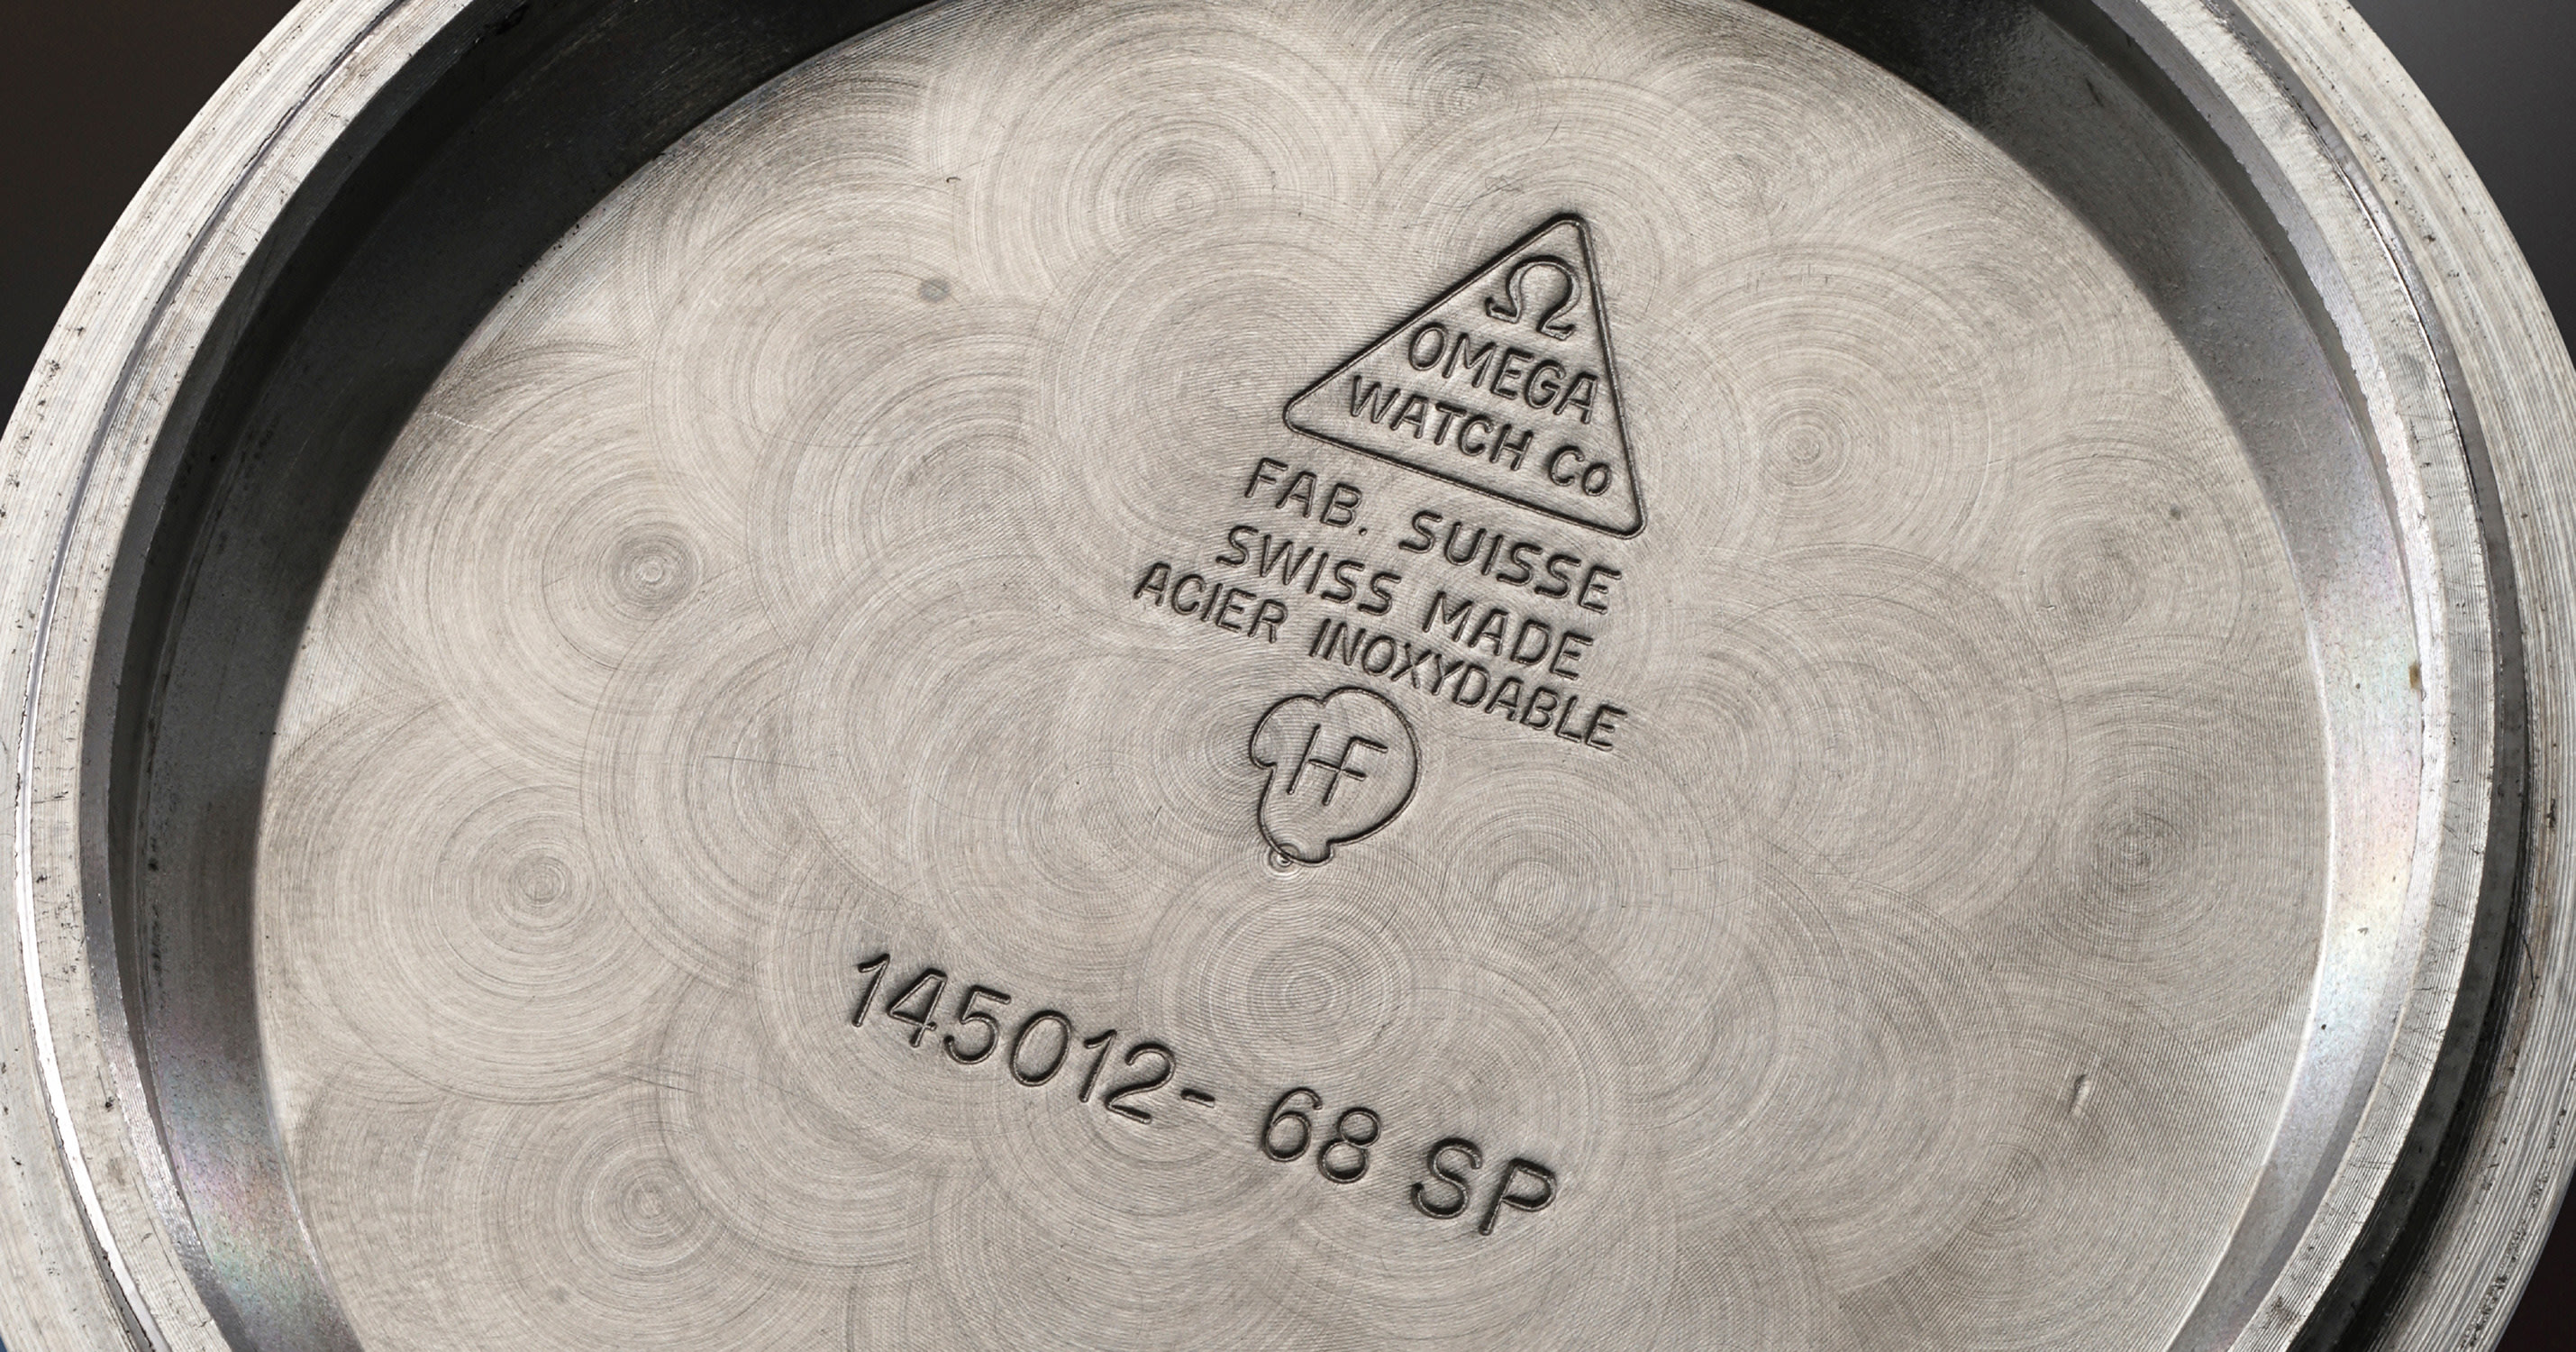 Ω
OMEGA
WATCH CO
FAB. SUISSE
SWISS MADE
ACIER INOXYDABLE
HF
145012- 68 SP